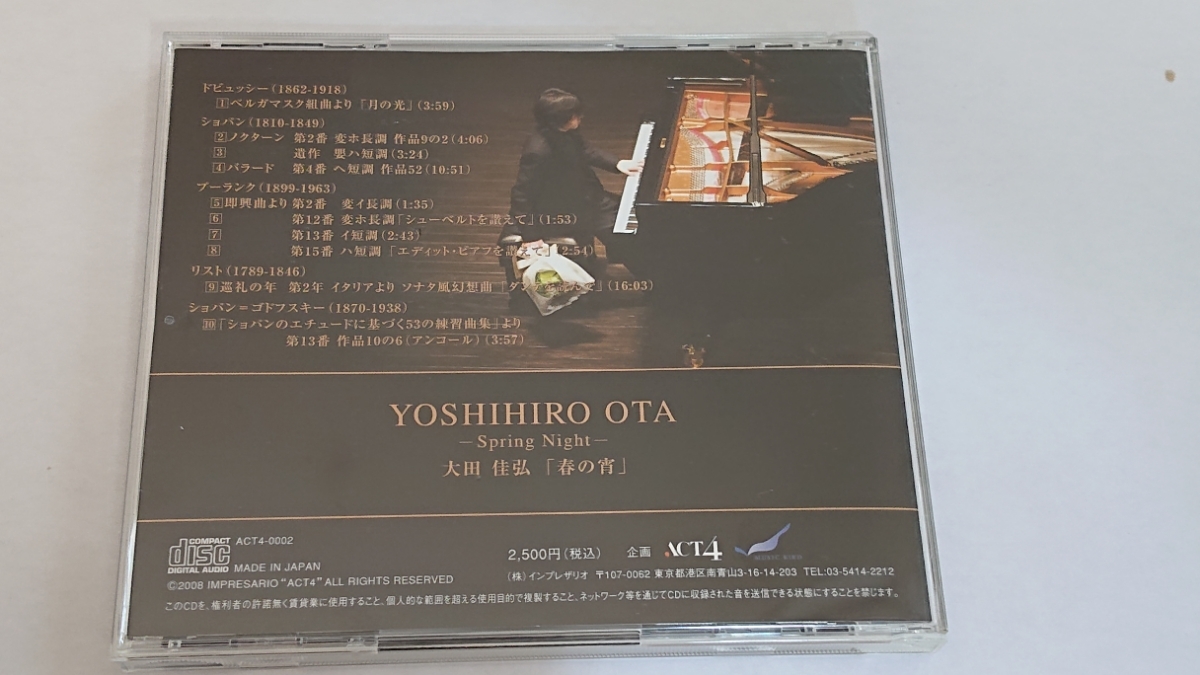 ドビュッシー(1862-1918)
1 ベルガマスク組曲より「月の光」(3:59)
ショパン(1810-1849)
2 ノクターン 第2番 変ホ長調 作品9の2(4:06)
3 遺作 嬰ハ短調(3:24)
4 バラード 第4番 ヘ短調 作品52(10:51)
プーランク(1899-1963)
5 即興曲より 第2番 変イ長調(1:35)
6 第12番 変ホ長調「シューベルトを讃えて」(1:53)
7 第13番 イ短調(2:43)
8 第15番 ハ短調「エディット・ピアフを讃えて」(2:54)
リスト(1789-1846)
9 巡礼の年 第2年 イタリアより ソナタ風幻想曲「ダンテを読んで」(16:03)
ショパン=ゴドフスキー(1870-1938)
10「ショパンのエチュードに基づく53の練習曲集」より
第13番 作品10の6(アンコール)(3:57)
YOSHIHIRO OTA
—Spring Night—
大田 佳弘「春の宵」
COMPACT disc DIGITAL AUDIO ACT4-0002
MADE IN JAPAN
2,500円(税込) 企画 ACT4
©2008 IMPRESARIO "ACT4" ALL RIGHTS RESERVED
(株)インプレザリオ 〒107-0062 東京都港区南青山3-16-14-203 TEL:03-5414-2212
このCDを、権利者の許諾無く賃貸業に使用すること、個人的な範囲を超える使用目的で複製すること、ネットワーク等を通じてCDに収録された音を送信できる状態にすることを禁じます。